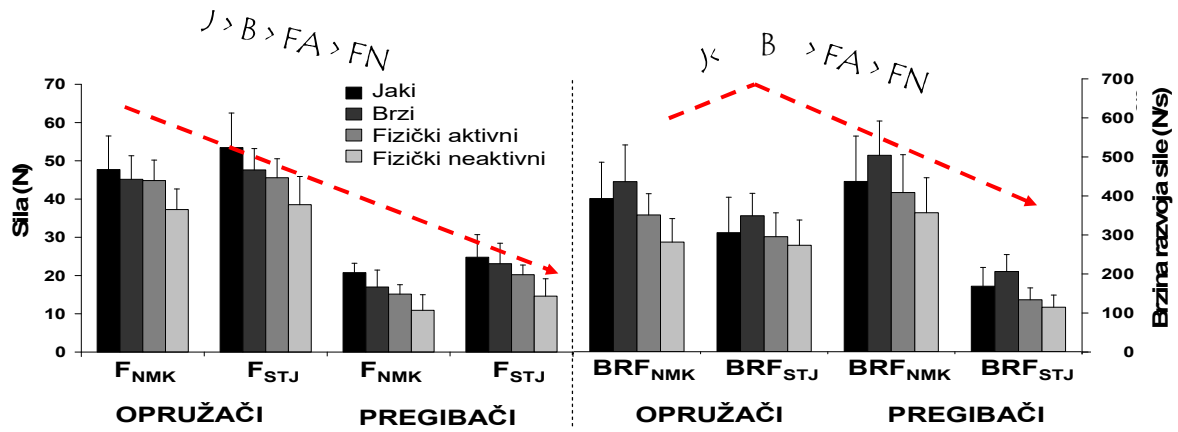 J > B > FA > FN
J< B > FA > FN
Jaki
Brzi
Fizički aktivni
Fizički neaktivni
Sila (N)
70
60
50
40
30
20
10
0
700
600
500
400
300
200
100
0
Brzina razvoja sile (N/s)
FNMK FSTJ FNMK FSTJ BRFNMK BRFSTJ BRFNMK BRFSTJ
OPRUŽAČI PREGIBAČI OPRUŽAČI PREGIBAČI